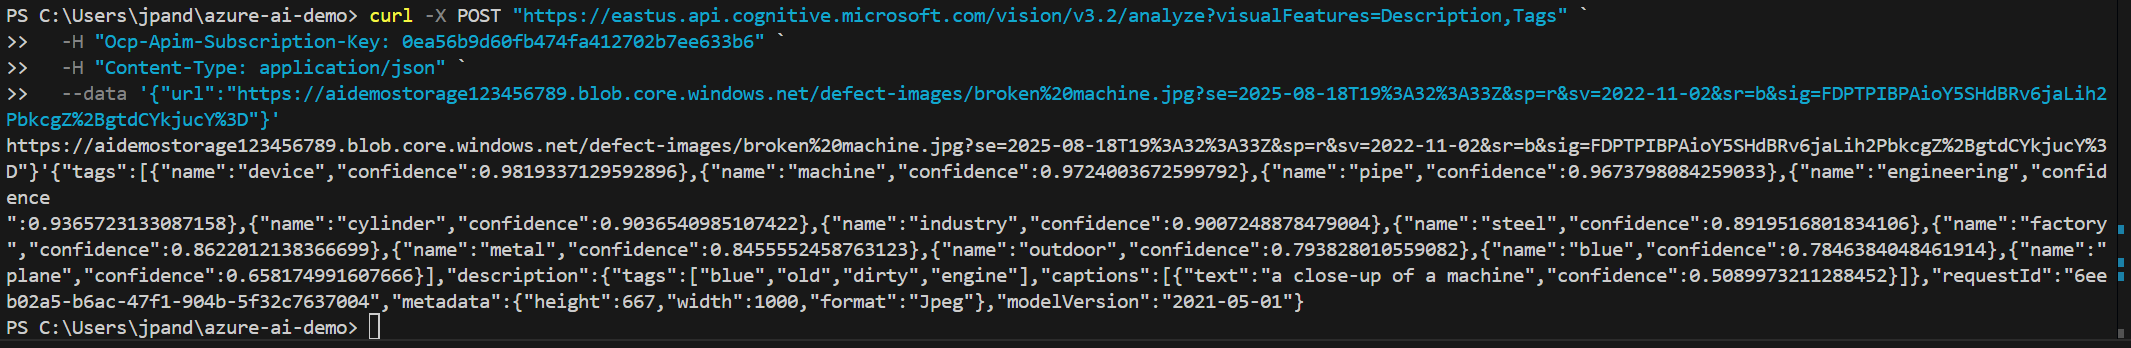 PS C:\Users\jpand\azure-ai-demo> curl -X POST "https://eastus.api.cognitive.microsoft.com/vision/v3.2/analyze?visualFeatures=Description,Tags" `
>>   -H "Ocp-Apim-Subscription-Key: 0ea56b9d60fb474fa412702b7ee633b6" `
>>   -H "Content-Type: application/json" `
>>   --data '{"url":"https://aidemostorage123456789.blob.core.windows.net/defect-images/broken%20machine.jpg?se=2025-08-18T19%3A32%3A33Z&sp=r&sv=2022-11-02&sr=b&sig=FDPTPIBPAioY5SHdBRv6jaLih2
PbkcgZ%2BgtdCYkjucY%3D"}'
https://aidemostorage123456789.blob.core.windows.net/defect-images/broken%20machine.jpg?se=2025-08-18T19%3A32%3A33Z&sp=r&sv=2022-11-02&sr=b&sig=FDPTPIBPAioY5SHdBRv6jaLih2PbkcgZ%2BgtdCYkjucY%3
D"}'{"tags":[{"name":"device","confidence":0.9819337129592896},{"name":"machine","confidence":0.9724003672599792},{"name":"pipe","confidence":0.9673798084259033},{"name":"engineering","confid
ence
":0.9365723133087158},{"name":"cylinder","confidence":0.9036540985107422},{"name":"industry","confidence":0.9007248878479004},{"name":"steel","confidence":0.8919516801834106},{"name":"factory
","confidence":0.8622012138366699},{"name":"metal","confidence":0.8455552458763123},{"name":"outdoor","confidence":0.793828010559082},{"name":"blue","confidence":0.7846384048461914},{"name":"
plane","confidence":0.658174991607666}],"description":{"tags":["blue","old","dirty","engine"],"captions":[{"text":"a close-up of a machine","confidence":0.5089973211288452}]},"requestId":"6ee
b02a5-b6ac-47f1-904b-5f32c7637004","metadata":{"height":667,"width":1000,"format":"Jpeg"},"modelVersion":"2021-05-01"}
PS C:\Users\jpand\azure-ai-demo>